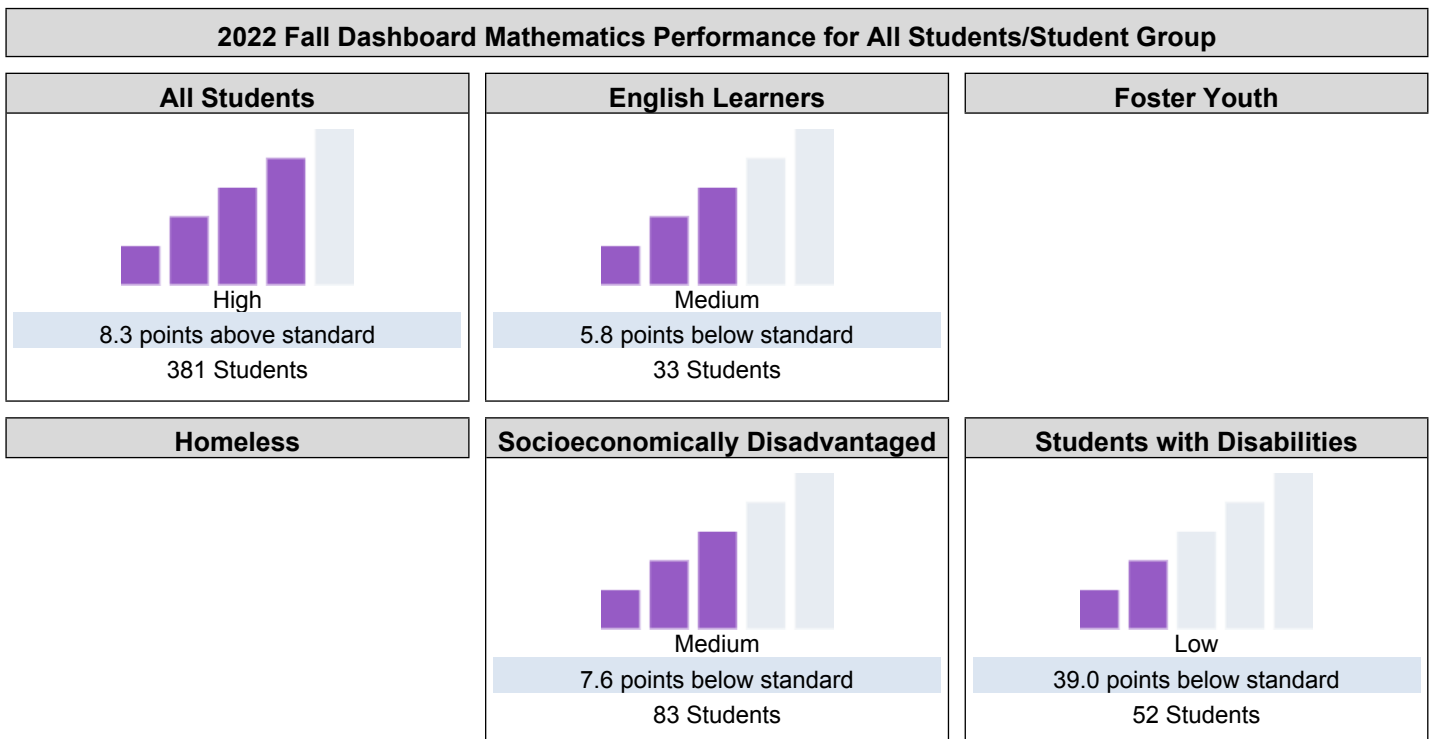 2022 Fall Dashboard Mathematics Performance for All Students/Student Group
All Students
High
8.3 points above standard
381 Students
English Learners
Medium
5.8 points below standard
33 Students
Foster Youth
Homeless
Socioeconomically Disadvantaged
Medium
7.6 points below standard
83 Students
Students with Disabilities
Low
39.0 points below standard
52 Students